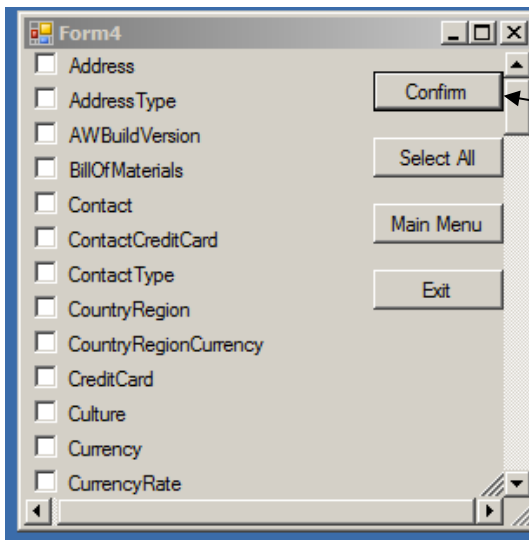 Form4
Address
AddressType
AWBuildVersion
BillOfMaterials
Contact
ContactCreditCard
ContactType
CountryRegion
CountryRegionCurrency
CreditCard
Culture
Currency
CurrencyRate
Confirm
Select All
Main Menu
Exit